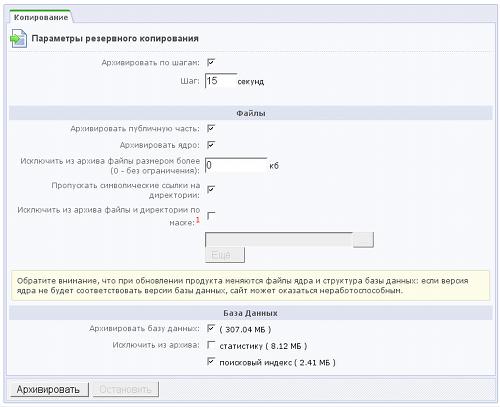 Копирование
Параметры резервного копирования
Архивировать по шагам:
Шаг: 15 секунд
Файлы
Архивировать публичную часть:
Архивировать ядро:
Исключить из архива файлы размером более
(0 - без ограничения): 0 кб
Пропускать символические ссылки на
директории:
Исключить из архива файлы и директории по
маске:1
...
Еще
Обратите внимание, что при обновлении продукта меняются файлы ядра и структура базы данных: если версия
ядра не будет соответствовать версии базы данных, сайт может оказаться неработоспособным.
База Данных
Архивировать базу данных: ( 307.04 МБ )
Исключить из архива: статистику ( 8.12 МБ )
поисковый индекс ( 2.41 МБ )
Архивировать Остановить